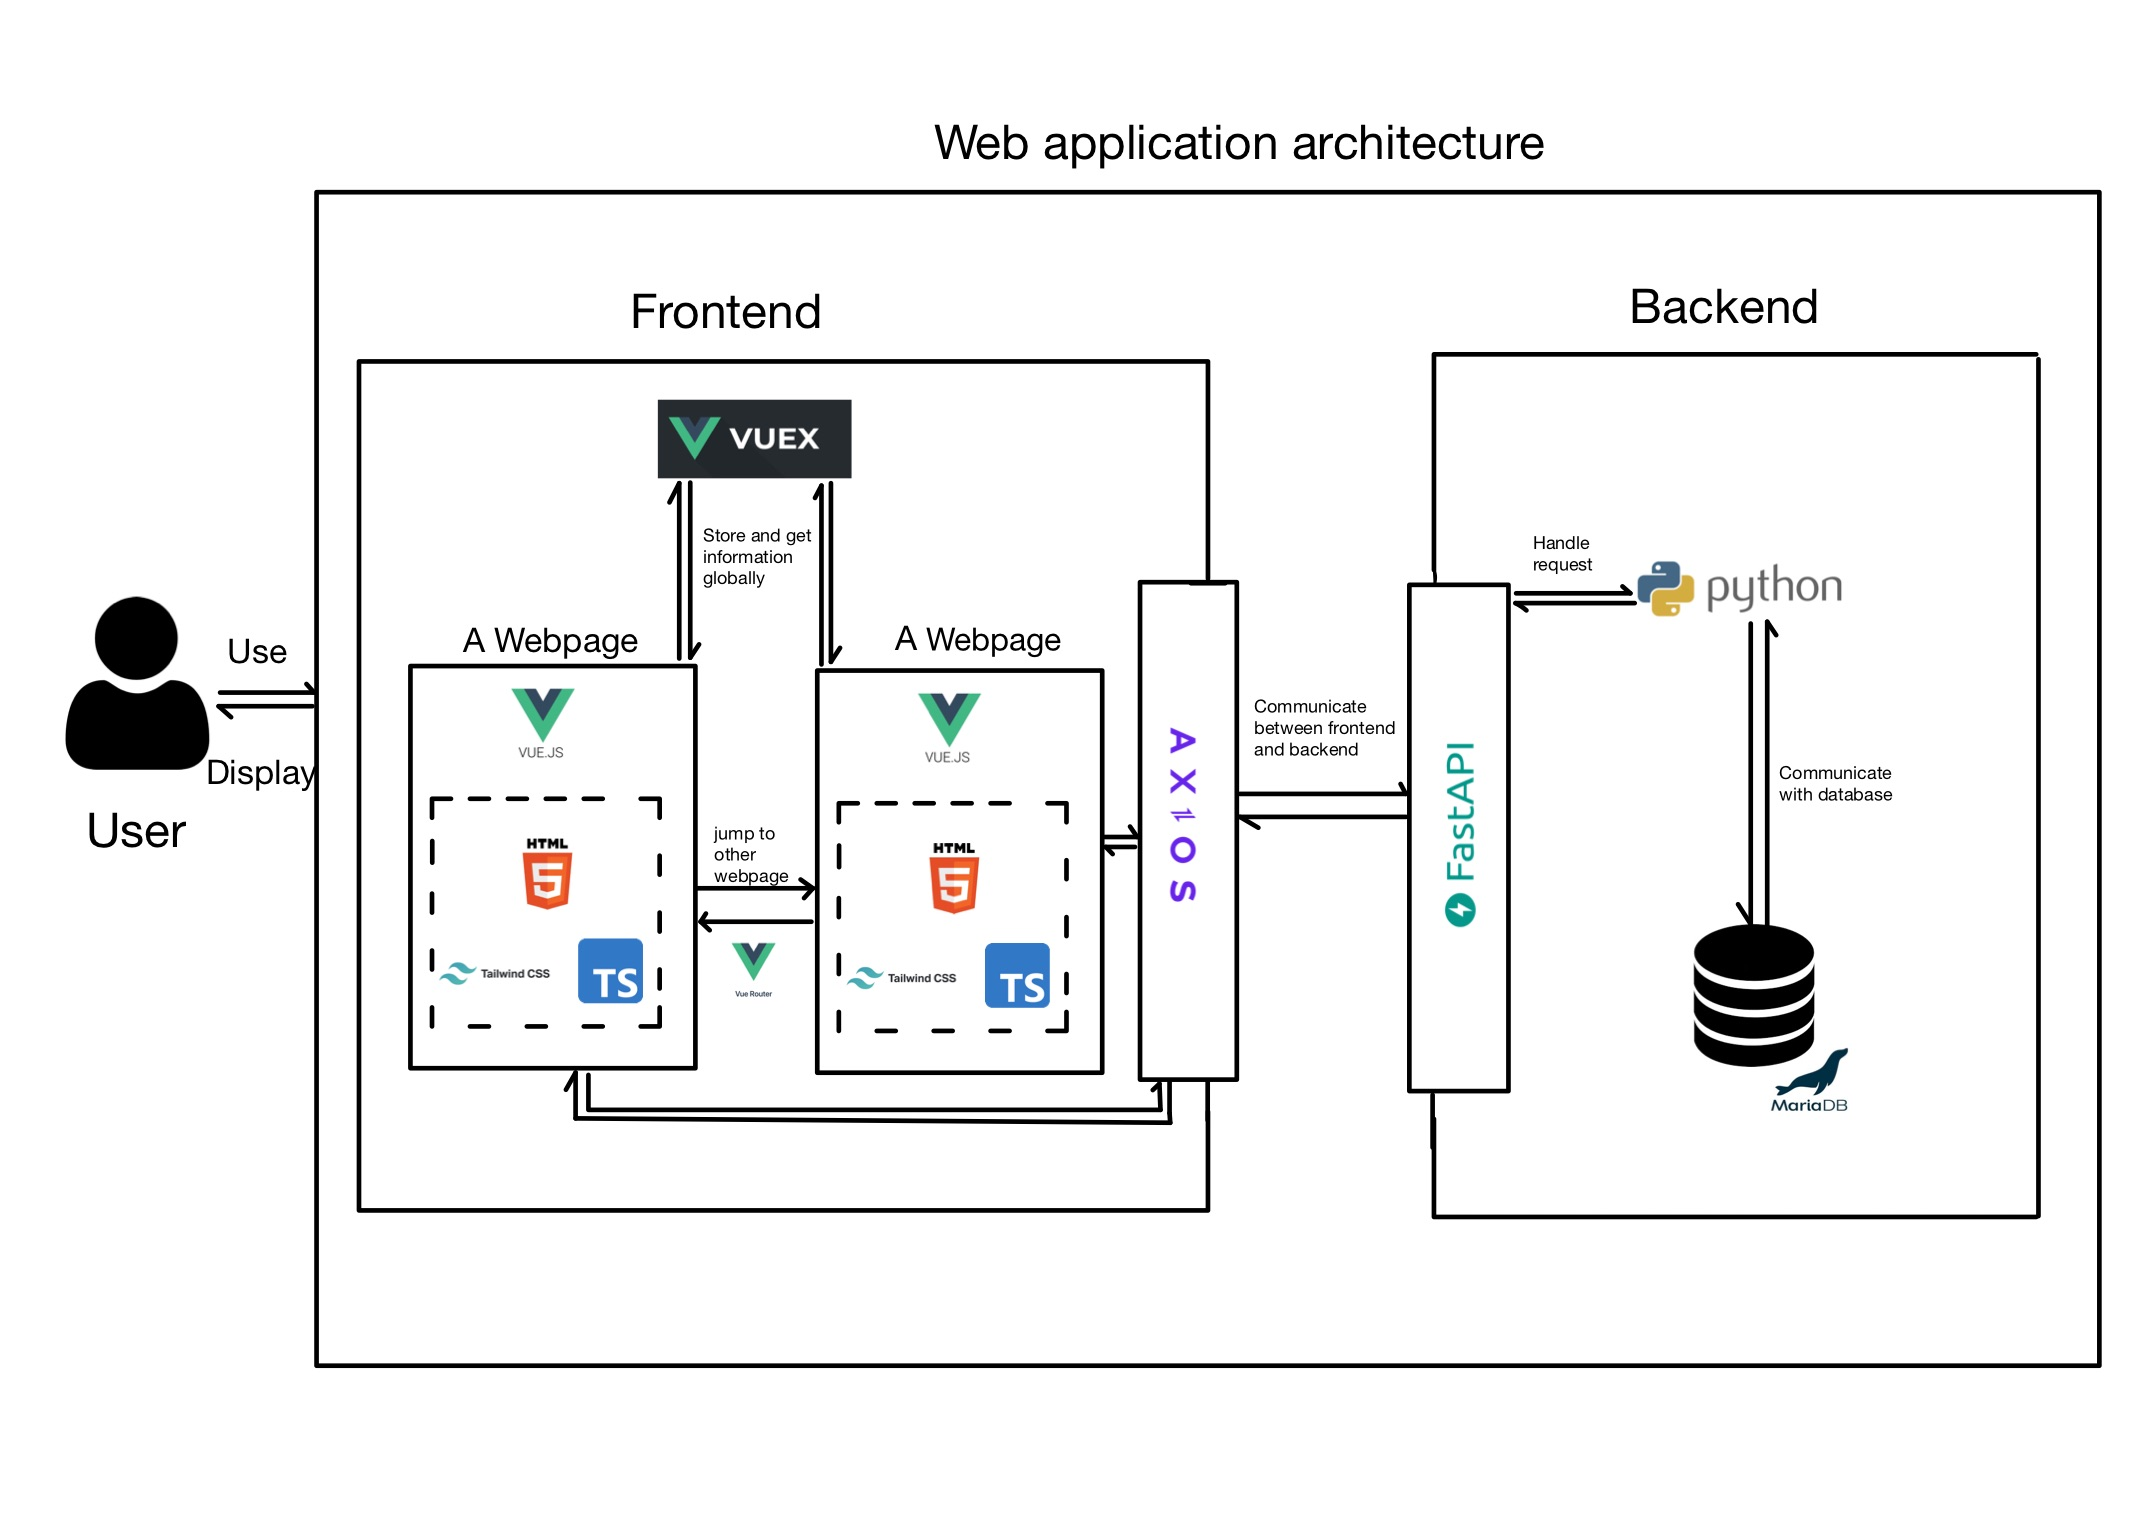 Web application architecture
Frontend
Backend
VUEX
Store and get
information
globally
Handle
request
python
Use
Display
User
A Webpage
VUE.JS
HTML
5
Tailwind CSS
TS
jump to
other
webpage
Vue Router
A Webpage
VUE.JS
HTML
5
Tailwind CSS
TS
AXIOS
Communicate
between frontend
and backend
FastAPI
Communicate
with database
MariaDB